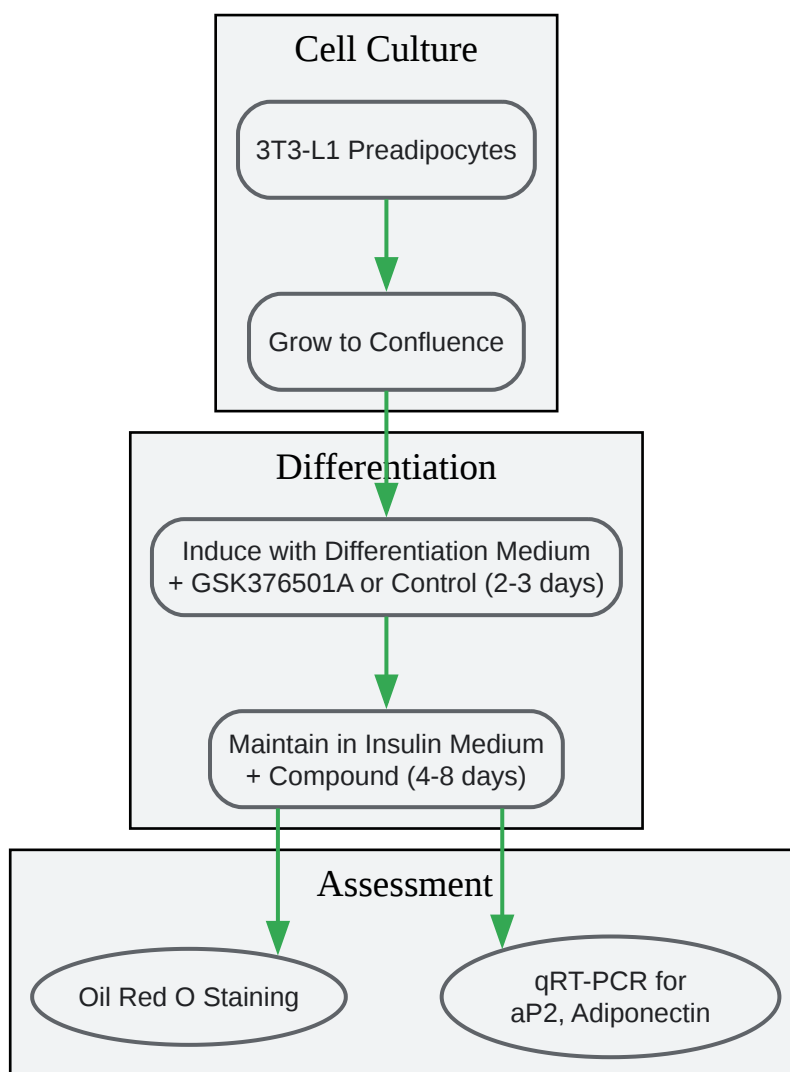 Cell Culture
3T3-L1 Preadipocytes
Grow to Confluence
Differentiation
Induce with Differentiation Medium
+ GSK376501A or Control (2-3 days)
Maintain in Insulin Medium
+ Compound (4-8 days)
Assessment
Oil Red O Staining
qRT-PCR for
aP2, Adiponectin